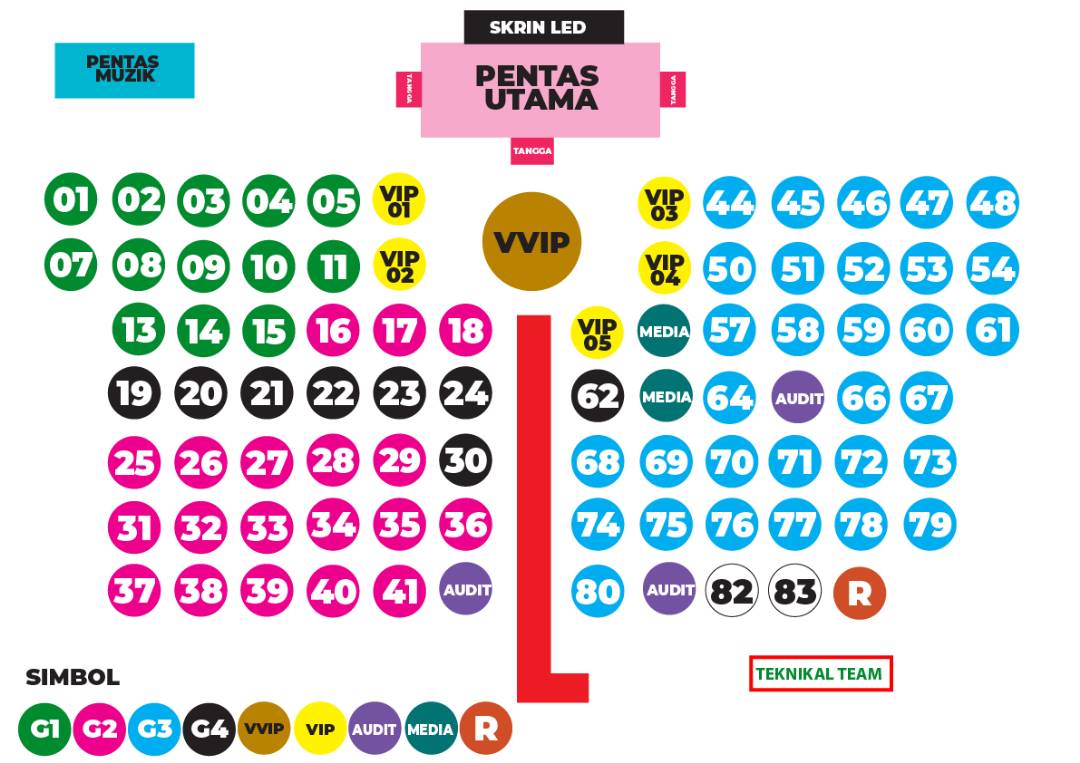 SKRIN LED
PENTAS
MUZIK
PENTAS
UTAMA
TANGGA
TANGGA
TANGGA
01 02 03 04 05 VIP 01 VVIP VIP 03 44 45 46 47 48
07 08 09 10 11 VIP 02 VIP 04 50 51 52 53 54
13 14 15 16 17 18 VIP 05 MEDIA 57 58 59 60 61
19 20 21 22 23 24 62 MEDIA 64 AUDIT 66 67
25 26 27 28 29 30 68 69 70 71 72 73
31 32 33 34 35 36 74 75 76 77 78 79
37 38 39 40 41 AUDIT 80 AUDIT 82 83 R
SIMBOL
TEKNIKAL TEAM
G1 G2 G3 G4 VVIP VIP AUDIT MEDIA R